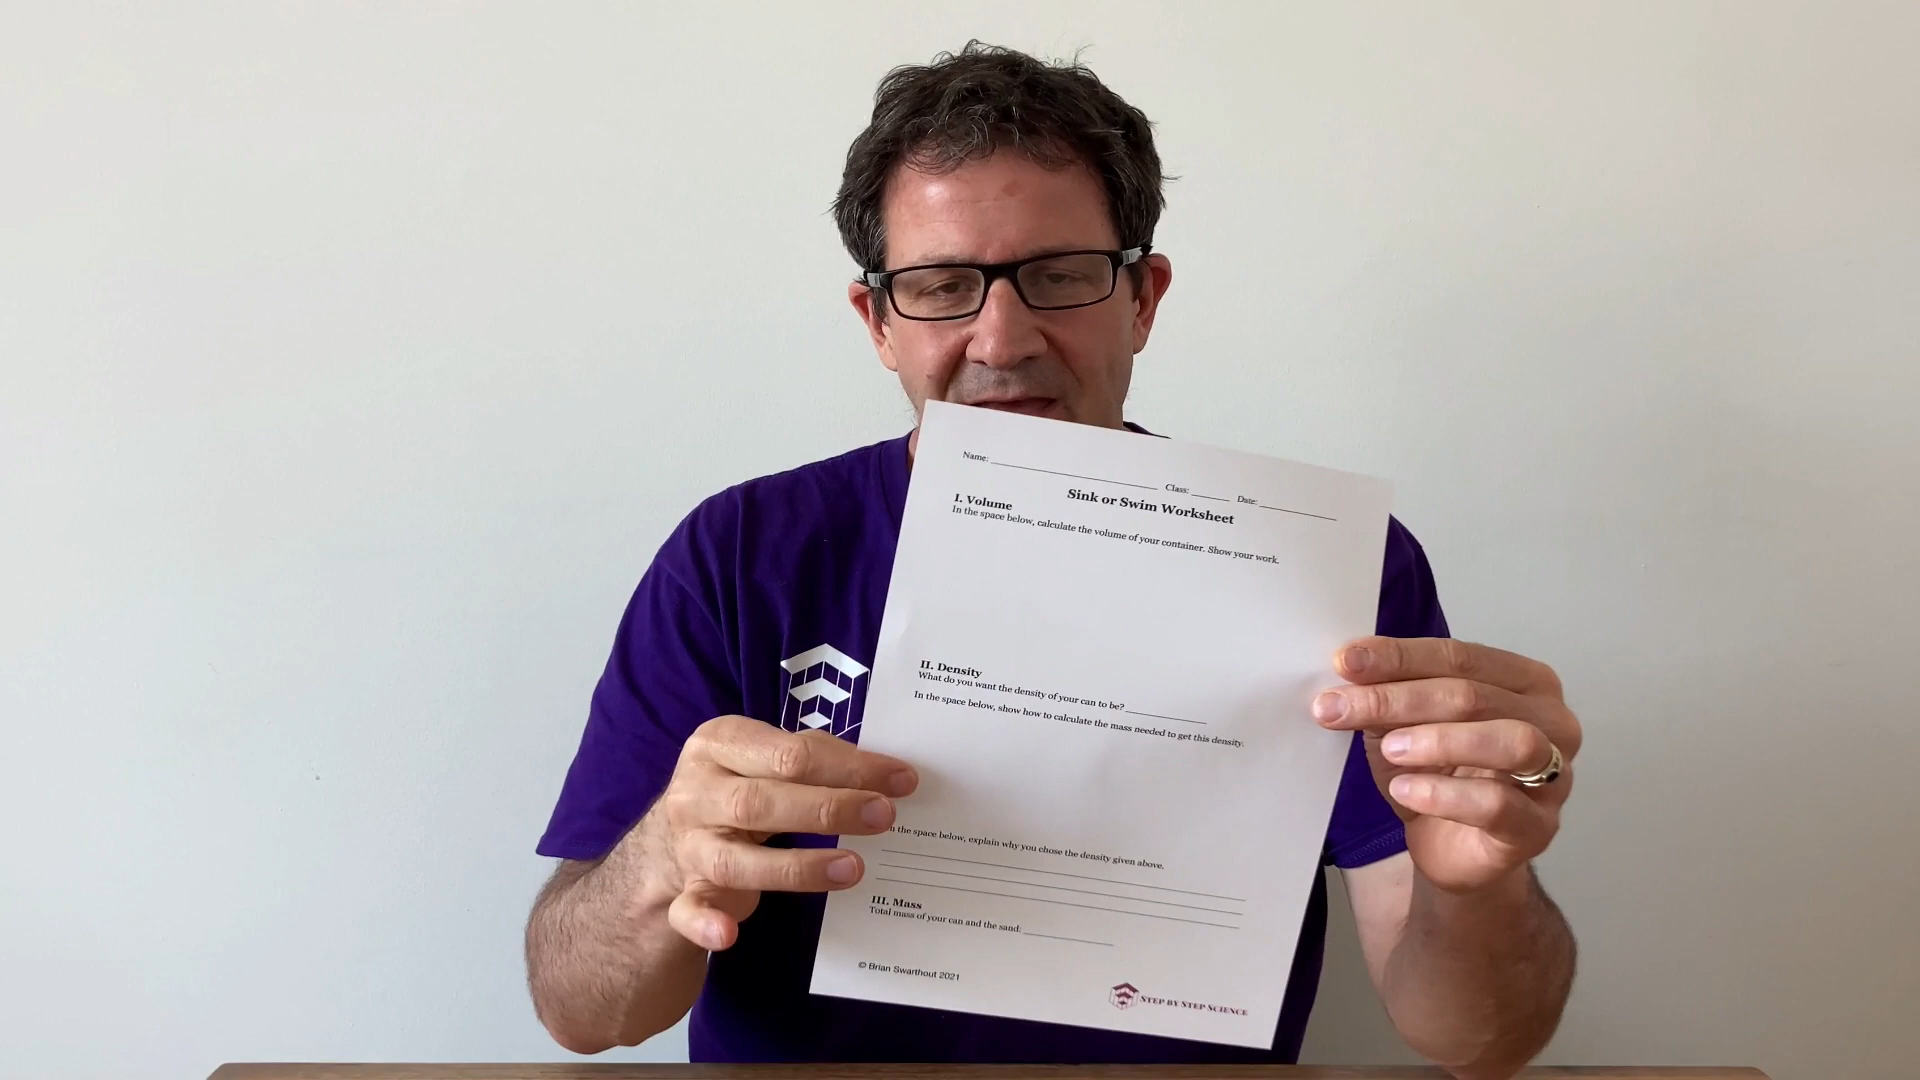 Name: Class: Date:
Sink or Swim Worksheet
I. Volume
In the space below, calculate the volume of your container. Show your work.
II. Density
What do you want the density of your can to be?
In the space below, show how to calculate the mass needed to get this density.
In the space below, explain why you chose the density given above.
III. Mass
Total mass of your can and the sand:
© Brian Swarthout 2021
STEP BY STEP SCIENCE